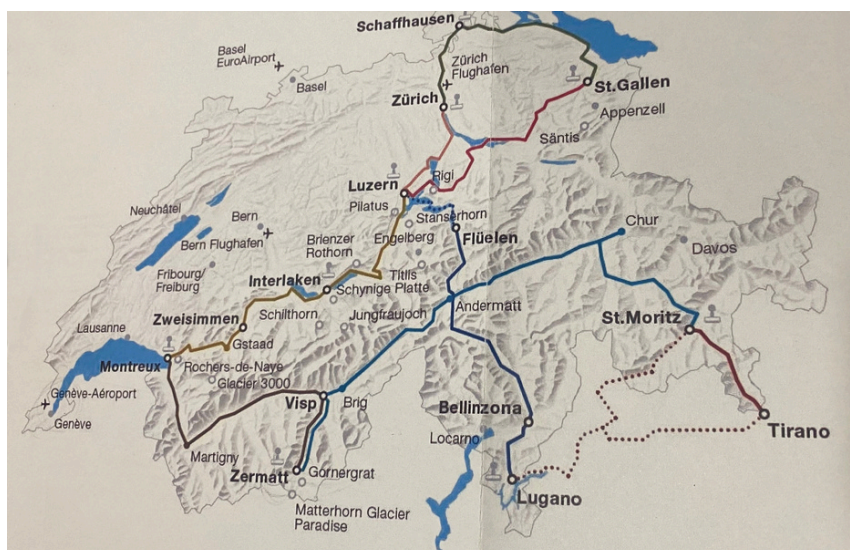 Schaffhausen
Basel
EuroAirport
Basel
Zürich
Flughafen
Zürich
St.Gallen
Appenzell
Säntis
Rigi
Luzern
Pilatus
Stanserhorn
Neuchâtel
Bern
Bern Flughafen
Brienzer
Rothorn
Engelberg
Flüelen
Chur
Davos
Fribourg/
Freiburg
Titlis
Interlaken
Schynige Platte
Schilthorn
Jungfraujoch
Andermatt
Zweisimmen
Gstaad
St.Moritz
Lausanne
Montreux
Rochers-de-Naye
Glacier 3000
Genève-Aéroport
Genève
Visp
Brig
Bellinzona
Locarno
Tirano
Martigny
Zermatt
Gornergrat
Lugano
Matterhorn Glacier
Paradise